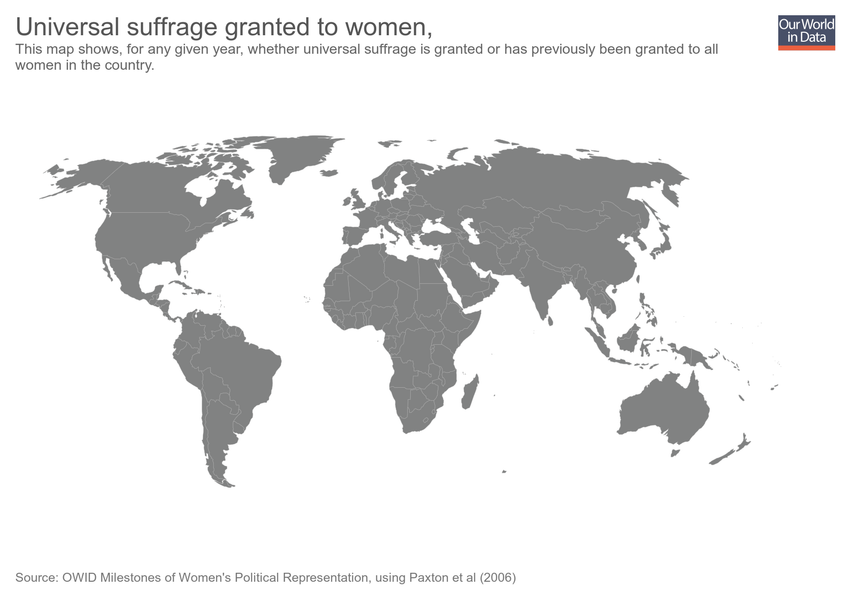 Universal suffrage granted to women,
This map shows, for any given year, whether universal suffrage is granted or has previously been granted to all
women in the country.
Our World
in Data
Source: OWID Milestones of Women's Political Representation, using Paxton et al (2006)